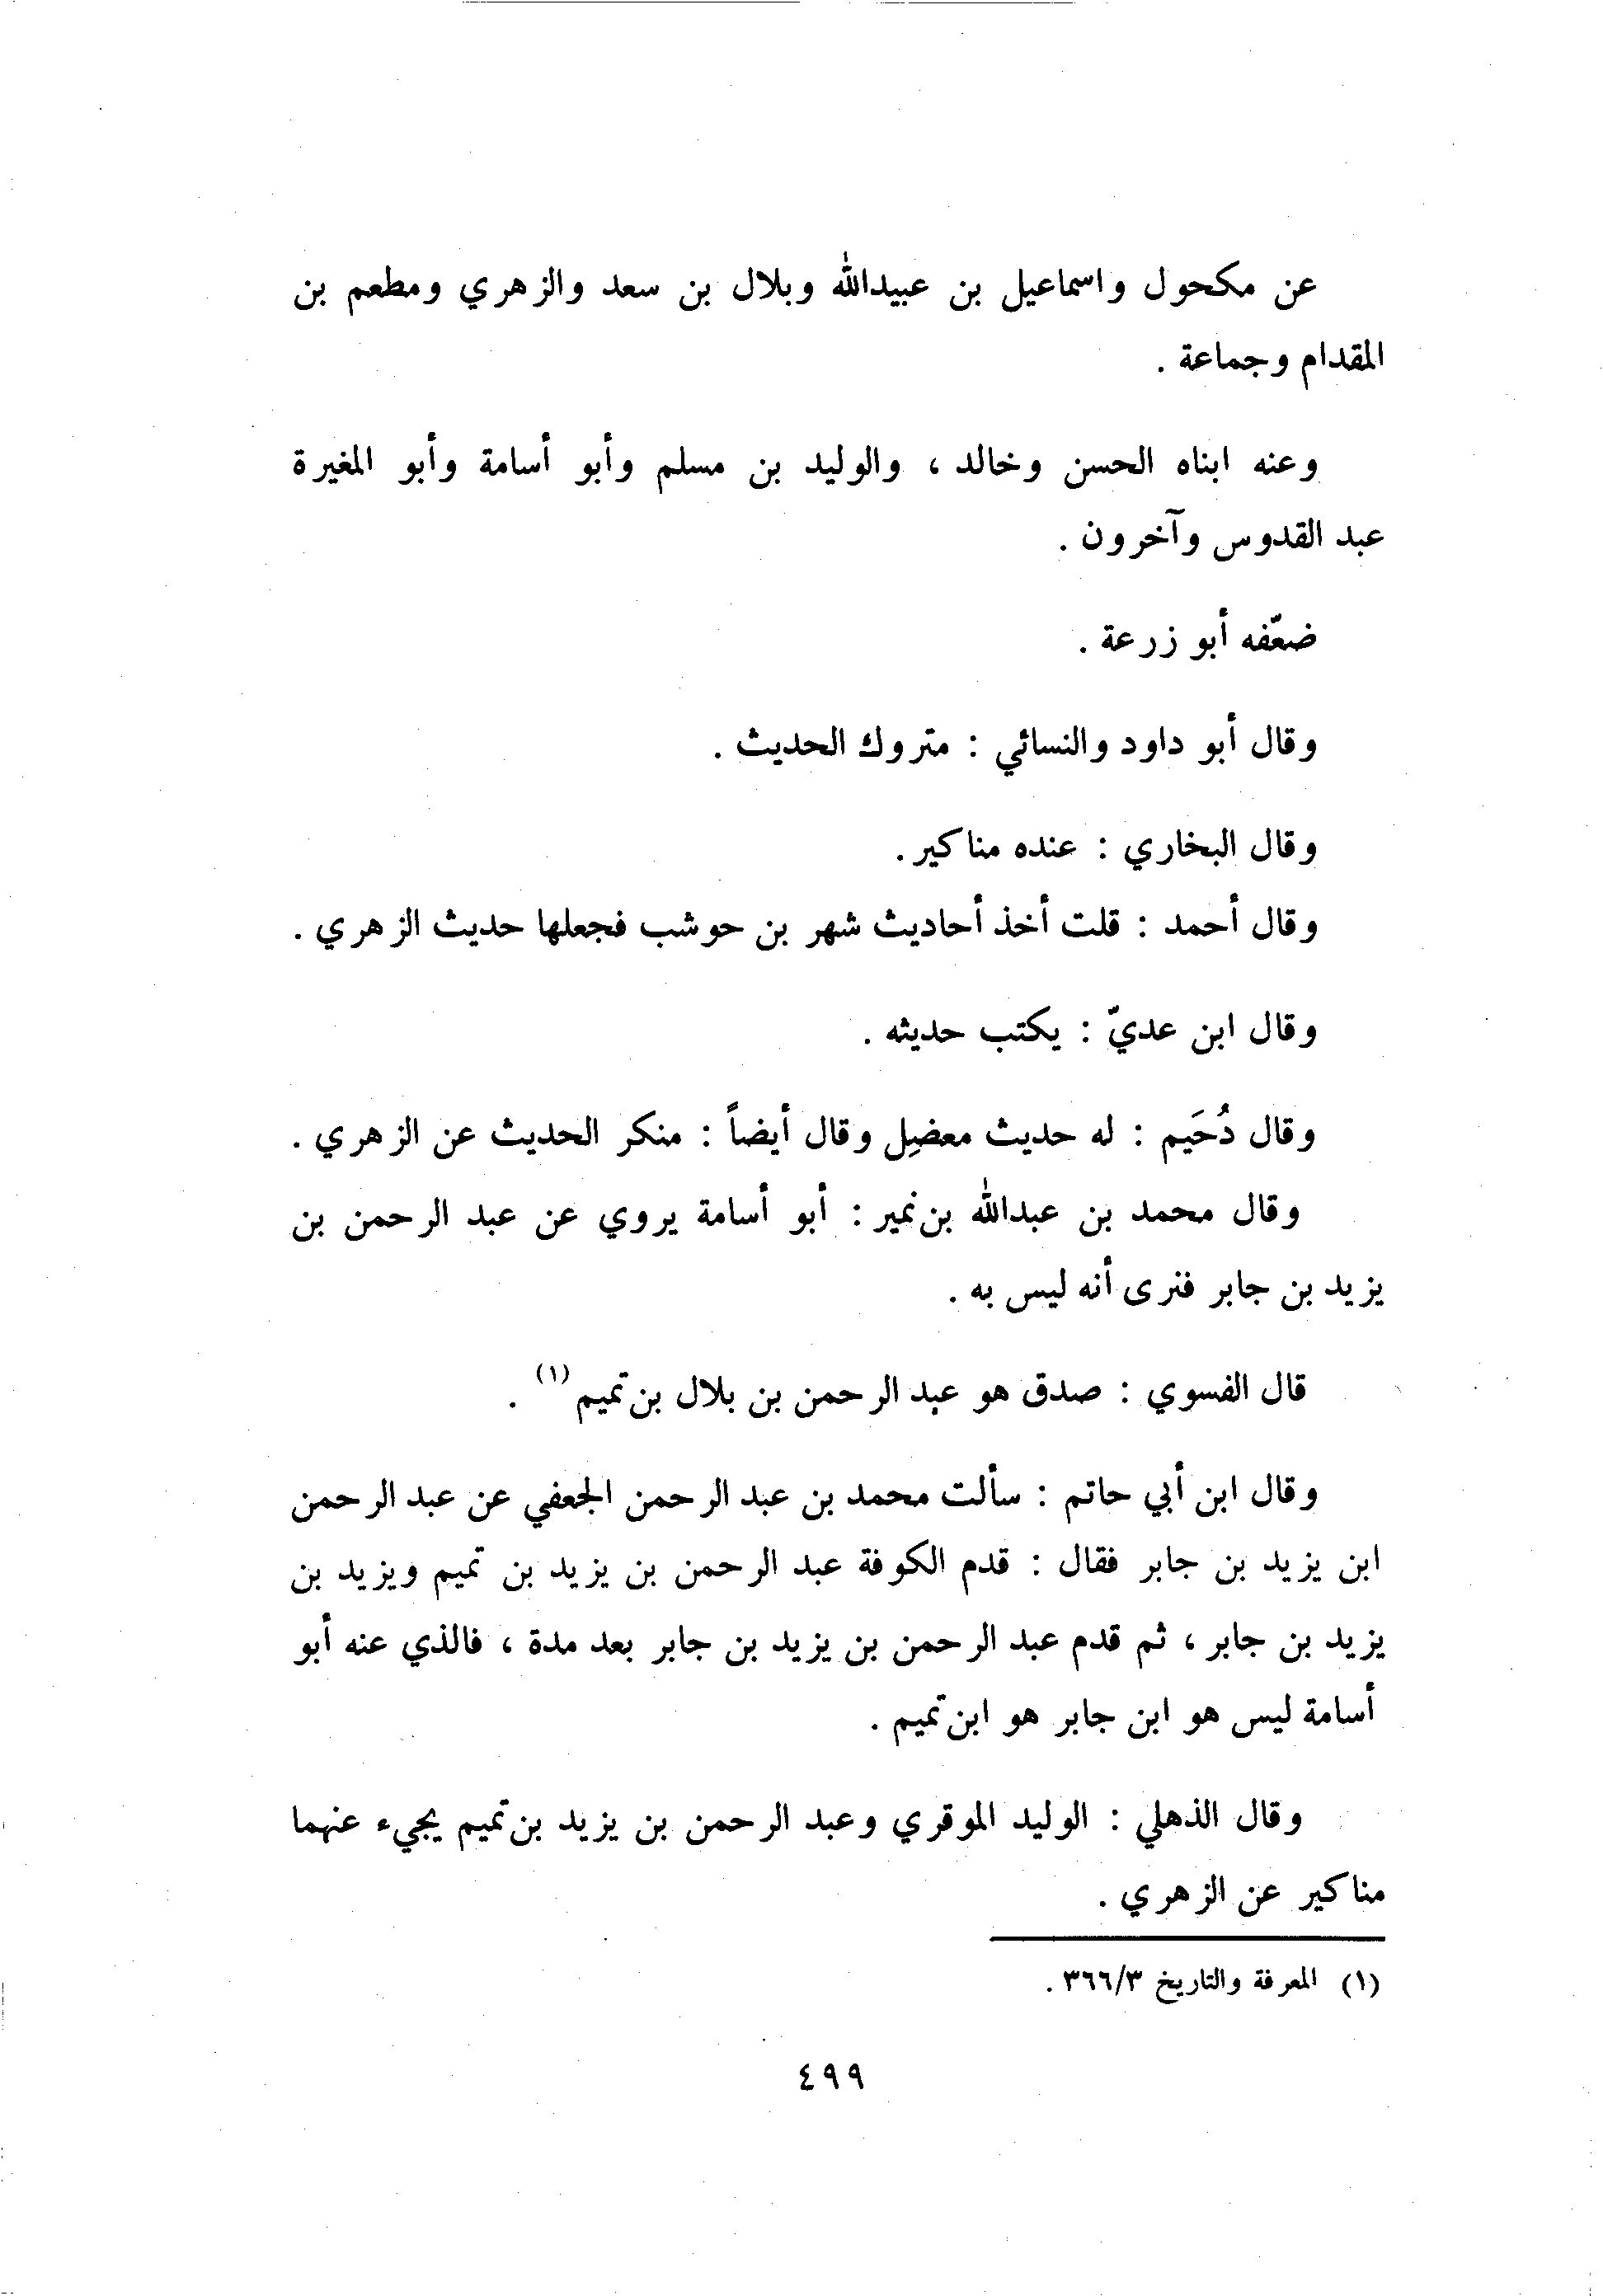 عن مكحول واسماعيل بن عبيدالله وبلال بن سعد والزهري ومطعم بن
المقدام وجماعة .
وعنه ابناه الحسن وخالد ، والوليد بن مسلم وأبو أسامة وأبو المغيرة
عبد القدوس وآخرون .
ضعّفه أبو زرعة .
وقال أبو داود والنسائي : متروك الحديث .
وقال البخاري : عنده مناكير .
وقال أحمد : قلت أخذ أحاديث شهر بن حوشب فجعلها حديث الزهري .
وقال ابن عديّ : يكتب حديثه .
وقال دُحَيم : له حديث معضِل وقال أيضاً : منكر الحديث عن الزهري .
وقال محمد بن عبدالله بن نمير : أبو أسامة يروي عن عبد الرحمن بن
يزيد بن جابر فنرى أنه ليس به .
قال الفسوي : صدق هو عبد الرحمن بن بلال بن تميم (١) .
وقال ابن أبي حاتم : سألت محمد بن عبد الرحمن الجعفي عن عبد الرحمن
ابن يزيد بن جابر فقال : قدم الكوفة عبد الرحمن بن يزيد بن تميم ويزيد بن
يزيد بن جابر ، ثم قدم عبد الرحمن بن يزيد بن جابر بعد مدة ، فالذي عنه أبو
أسامة ليس هو ابن جابر هو ابن تميم .
وقال الذهلي : الوليد الموقري وعبد الرحمن بن يزيد بن تميم يجيء عنهما
مناكير عن الزهري .
(١) المعرفة والتاريخ ٣/٣٦٦ .
٤٩٩